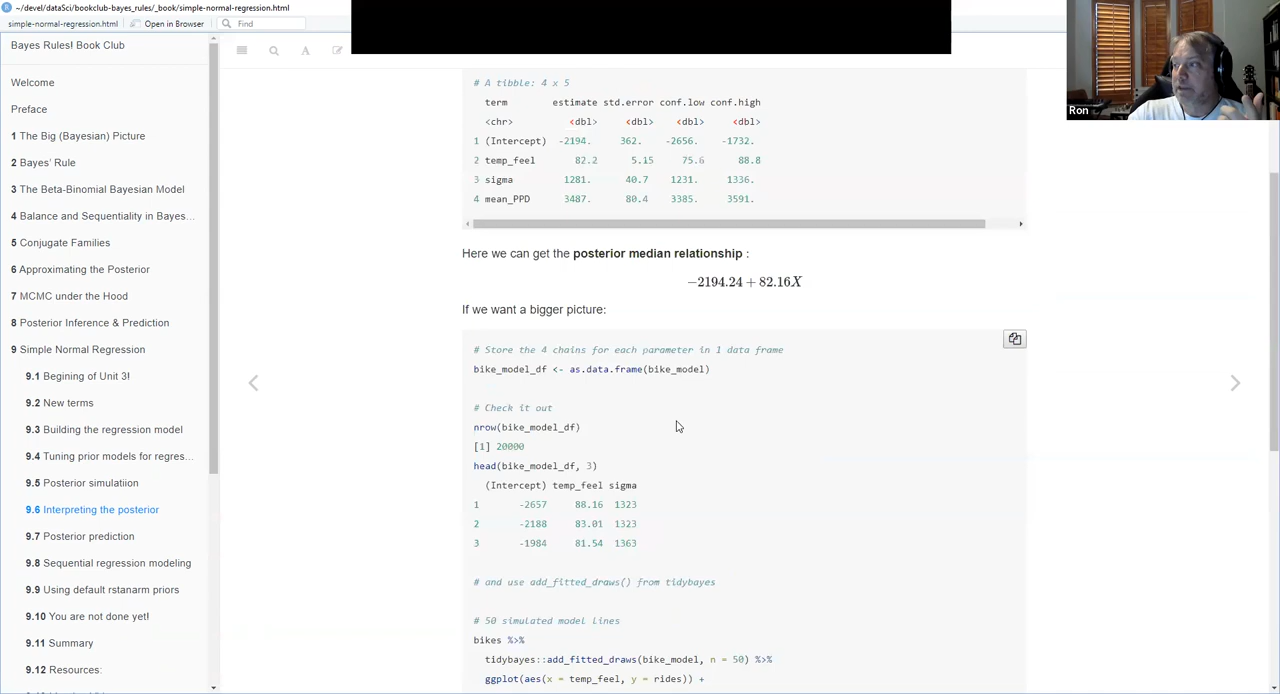 ~/devel/dataSci/bookclub-bayes_rules/_book/simple-normal-regression.html
simple-normal-regression.html
Open in Browser
Find
Bayes Rules! Book Club
Welcome
Preface
1 The Big (Bayesian) Picture
2 Bayes' Rule
3 The Beta-Binomial Bayesian Model
4 Balance and Sequentiality in Bayes...
5 Conjugate Families
6 Approximating the Posterior
7 MCMC under the Hood
8 Posterior Inference & Prediction
9 Simple Normal Regression
9.1 Begining of Unit 3!
9.2 New terms
9.3 Building the regression model
9.4 Tuning prior models for regres...
9.5 Posterior simulatiion
9.6 Interpreting the posterior
9.7 Posterior prediction
9.8 Sequential regression modeling
9.9 Using default rstanarm priors
9.10 You are not done yet!
9.11 Summary
9.12 Resources:
# A tibble: 4 x 5
term estimate std.error conf.low conf.high
<chr> <dbl> <dbl> <dbl> <dbl>
1 (Intercept) -2194. 362. -2656. -1732.
2 temp_feel 82.2 5.15 75.6 88.8
3 sigma 1281. 40.7 1231. 1336.
4 mean_PPD 3487. 80.4 3385. 3591.
Here we can get the posterior median relationship :
−2194.24 + 82.16X
If we want a bigger picture:
# Store the 4 chains for each parameter in 1 data frame
bike_model_df <- as.data.frame(bike_model)
# Check it out
nrow(bike_model_df)
[1] 20000
head(bike_model_df, 3)
(Intercept) temp_feel sigma
1 -2657 88.16 1323
2 -2188 83.01 1323
3 -1984 81.54 1363
# and use add_fitted_draws() from tidybayes
# 50 simulated model lines
bikes %>%
tidybayes::add_fitted_draws(bike_model, n = 50) %>%
ggplot(aes(x = temp_feel, y = rides)) +
Ron